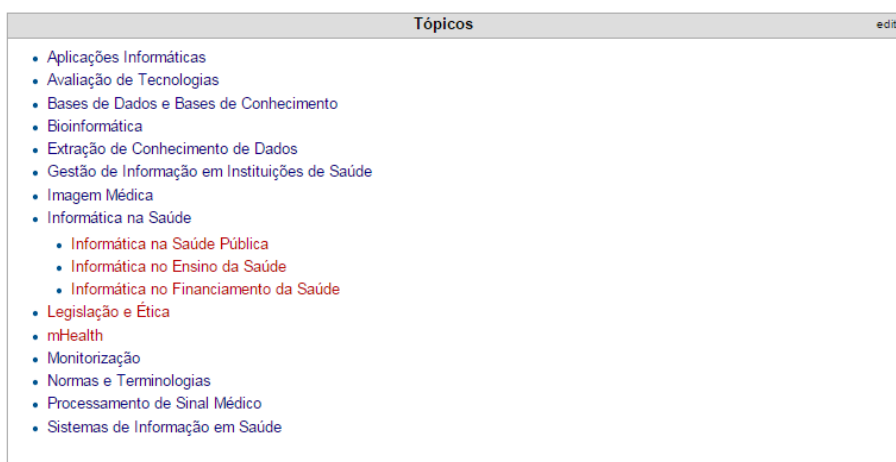 Tópicos
edit
Aplicações Informáticas
Avaliação de Tecnologias
Bases de Dados e Bases de Conhecimento
Bioinformática
Extração de Conhecimento de Dados
Gestão de Informação em Instituições de Saúde
Imagem Médica
Informática na Saúde
Informática na Saúde Pública
Informática no Ensino da Saúde
Informática no Financiamento da Saúde
Legislação e Ética
mHealth
Monitorização
Normas e Terminologias
Processamento de Sinal Médico
Sistemas de Informação em Saúde